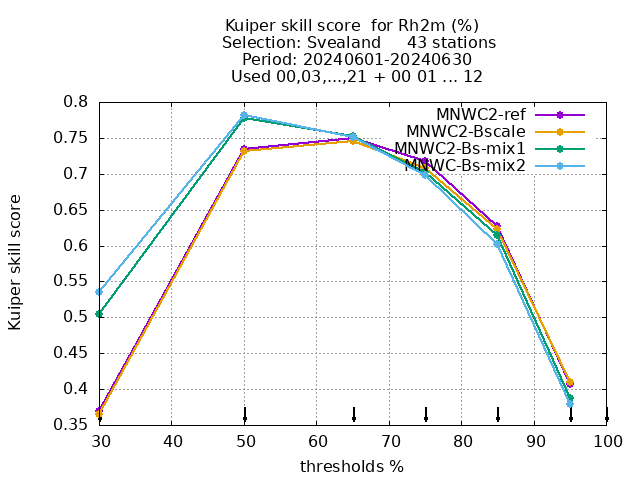 Kuiper skill score  for Rh2m (%)
Selection: Svealand     43 stations
Period: 20240601-20240630
Used 00,03,...,21 + 00 01 ... 12
MNWC2-ref
MNWC2-Bscale
MNWC2-Bs-mix1
MNWC-Bs-mix2
Kuiper skill score
0.8
0.75
0.7
0.65
0.6
0.55
0.5
0.45
0.4
0.35
30 40 50 60 70 80 90 100
thresholds %